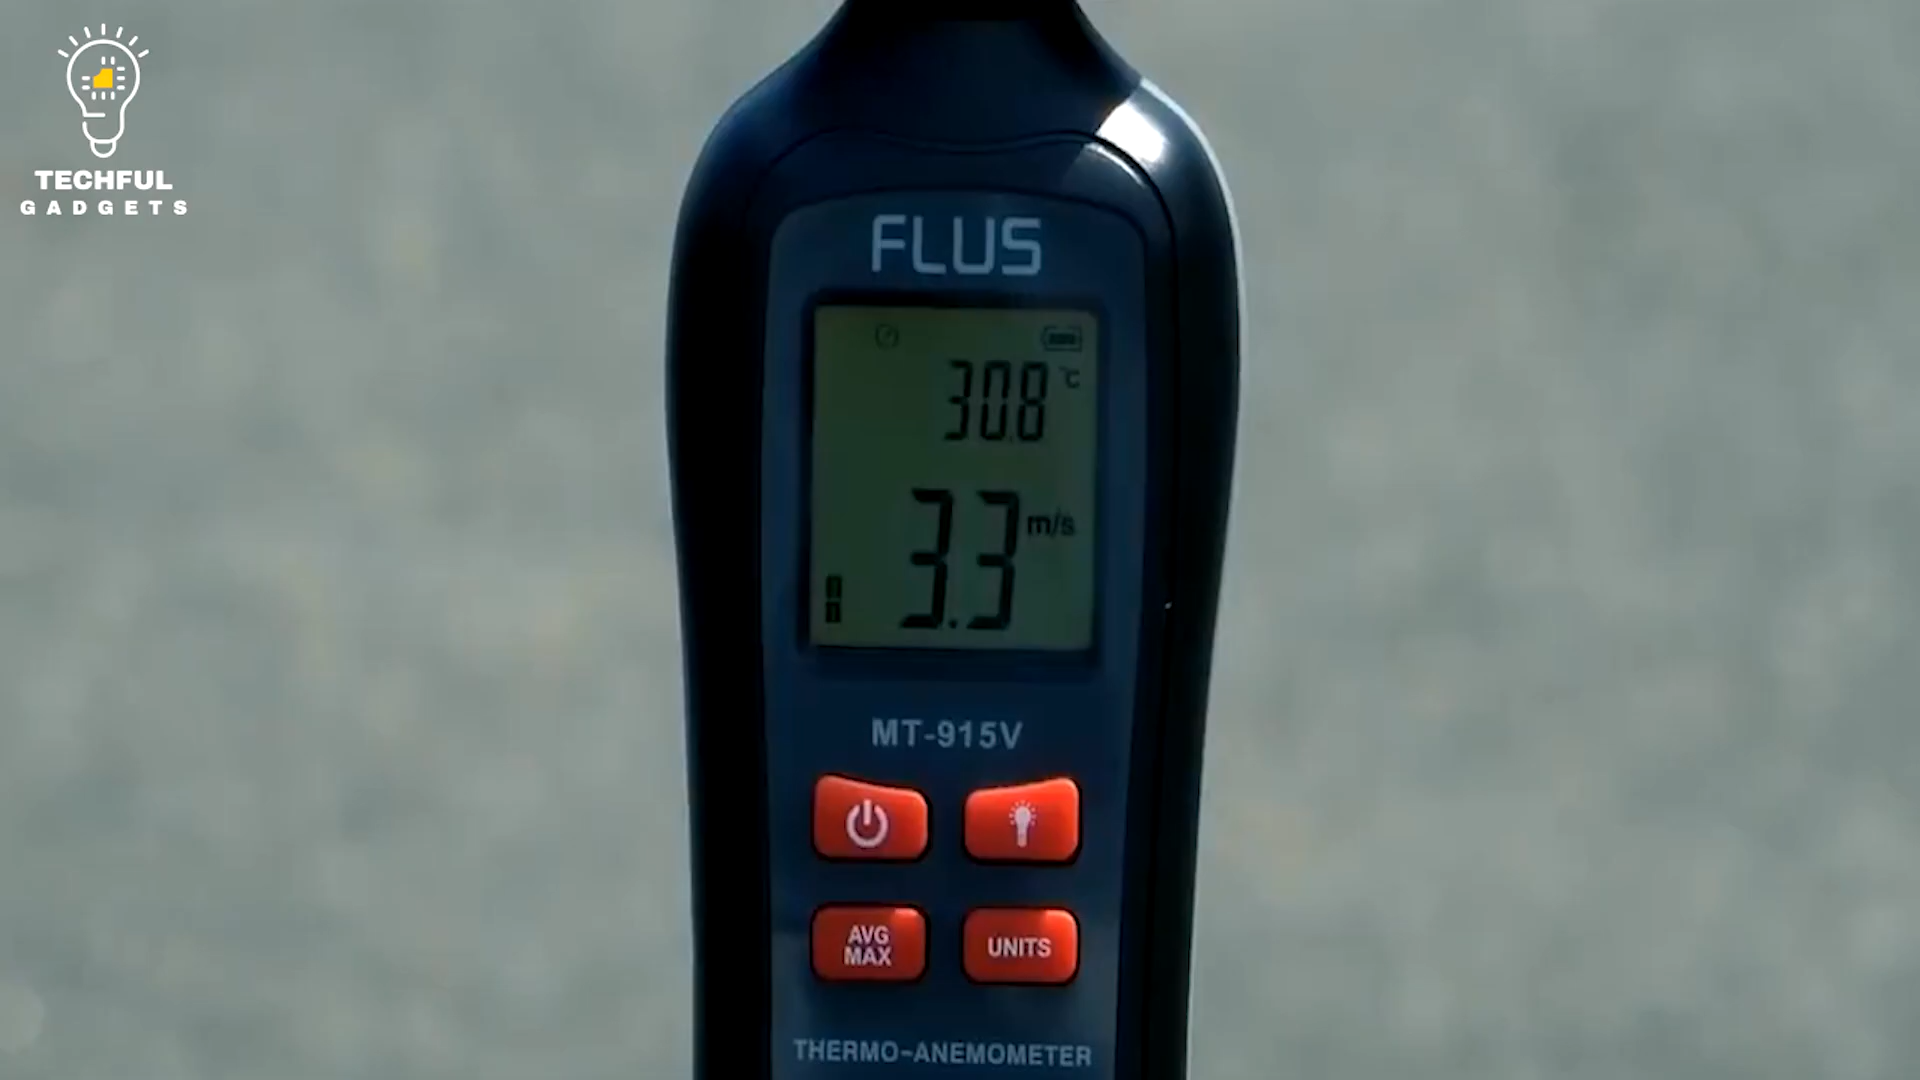 TECHFUL
GADGETS
FLUS
30.8 °C
3.3 m/s
MT-915V
AVG
MAX
UNITS
THERMO-ANEMOMETER